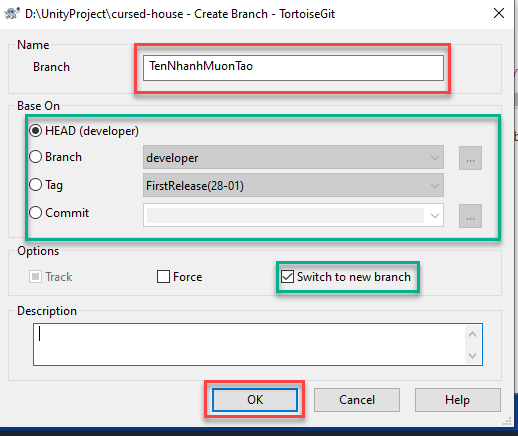 D:\UnityProject\cursed-house - Create Branch - TortoiseGit
Name
Branch
TenNhanhMuonTao
Base On
HEAD (developer)
Branch
developer
...
Tag
FirstRelease(28-01)
Commit
...
Options
Track
Force
Switch to new branch
Description
OK
Cancel
Help